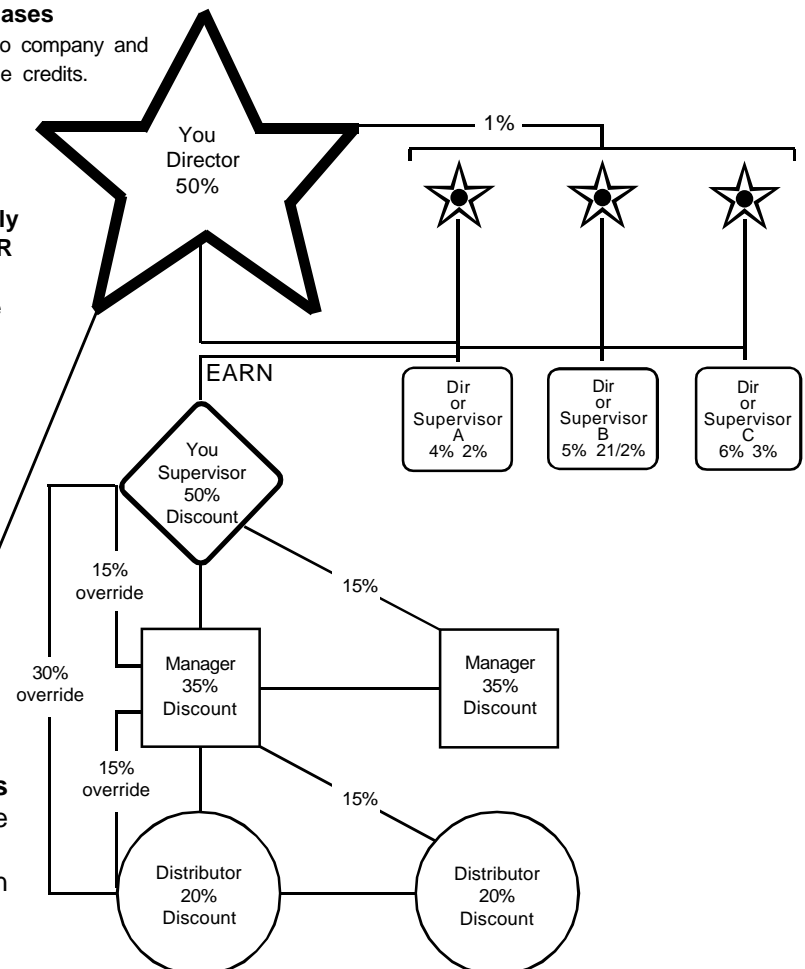 ases
o company and
e credits.
You
Director
50%
1%
ly
R
EARN
Dir
or
Supervisor
A
4% 2%
Dir
or
Supervisor
B
5% 21/2%
Dir
or
Supervisor
C
6% 3%
You
Supervisor
50%
Discount
15%
override
15%
30%
override
Manager
35%
Discount
Manager
35%
Discount
15%
override
15%
s
e
n
Distributor
20%
Discount
Distributor
20%
Discount